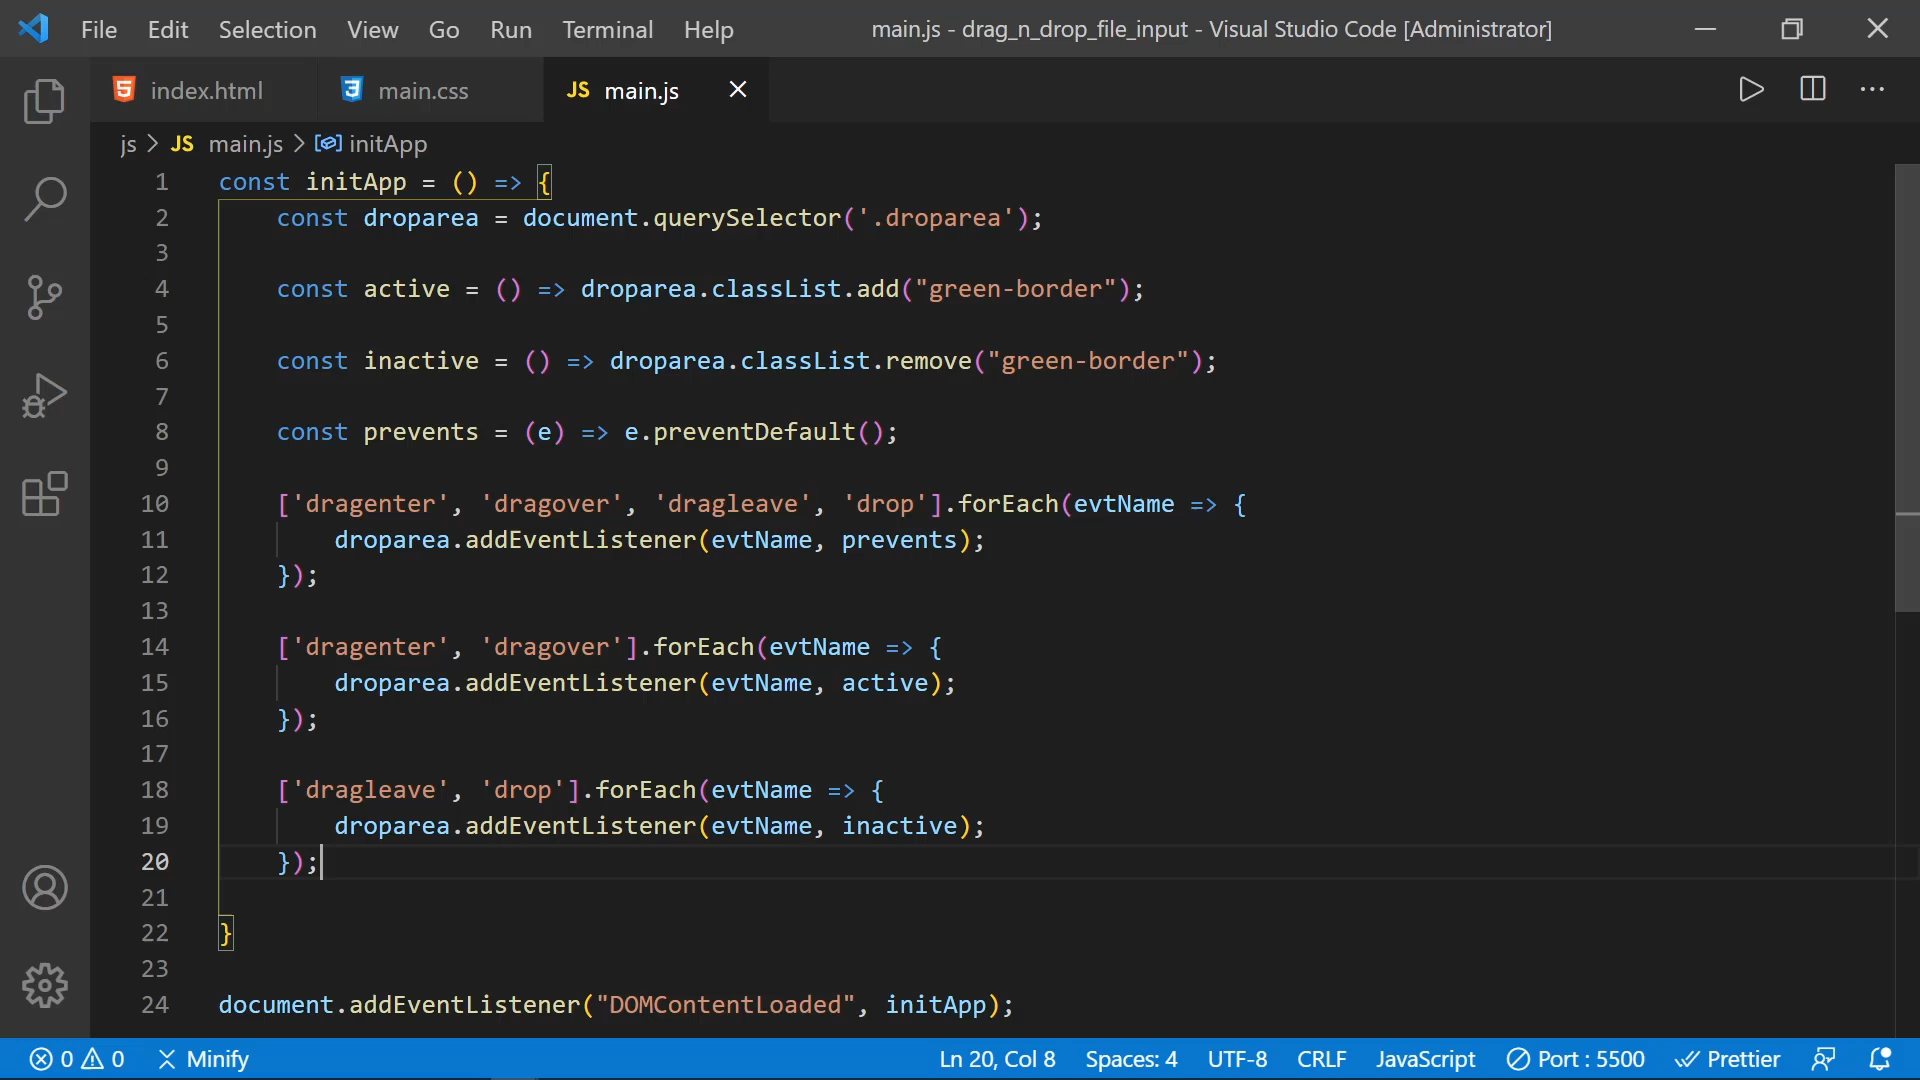 File Edit Selection View Go Run Terminal Help main.js - drag_n_drop_file_input - Visual Studio Code [Administrator]
index.html main.css JS main.js
js > JS main.js > initApp
1 const initApp = () => {
2 const droparea = document.querySelector('.droparea');
3
4 const active = () => droparea.classList.add("green-border");
5
6 const inactive = () => droparea.classList.remove("green-border");
7
8 const prevents = (e) => e.preventDefault();
9
10 ['dragenter', 'dragover', 'dragleave', 'drop'].forEach(evtName => {
11 droparea.addEventListener(evtName, prevents);
12 });
13
14 ['dragenter', 'dragover'].forEach(evtName => {
15 droparea.addEventListener(evtName, active);
16 });
17
18 ['dragleave', 'drop'].forEach(evtName => {
19 droparea.addEventListener(evtName, inactive);
20 });
21
22 }
23
24 document.addEventListener("DOMContentLoaded", initApp);
0 0 Minify Ln 20, Col 8 Spaces: 4 UTF-8 CRLF JavaScript Port : 5500 Prettier